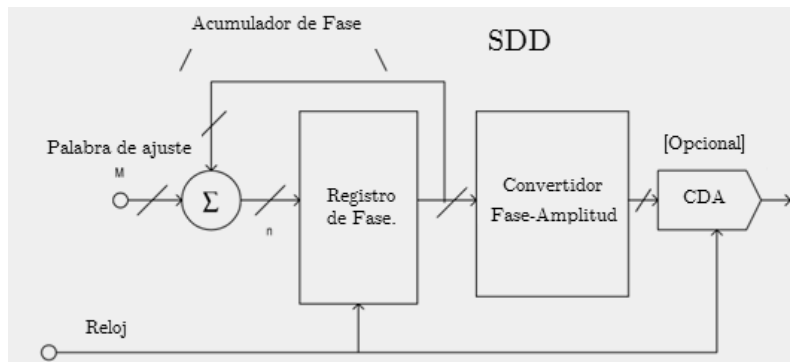 Acumulador de Fase
SDD
Palabra de ajuste
M
Σ
n
Registro
de Fase.
Convertidor
Fase-Amplitud
[Opcional]
CDA
Reloj